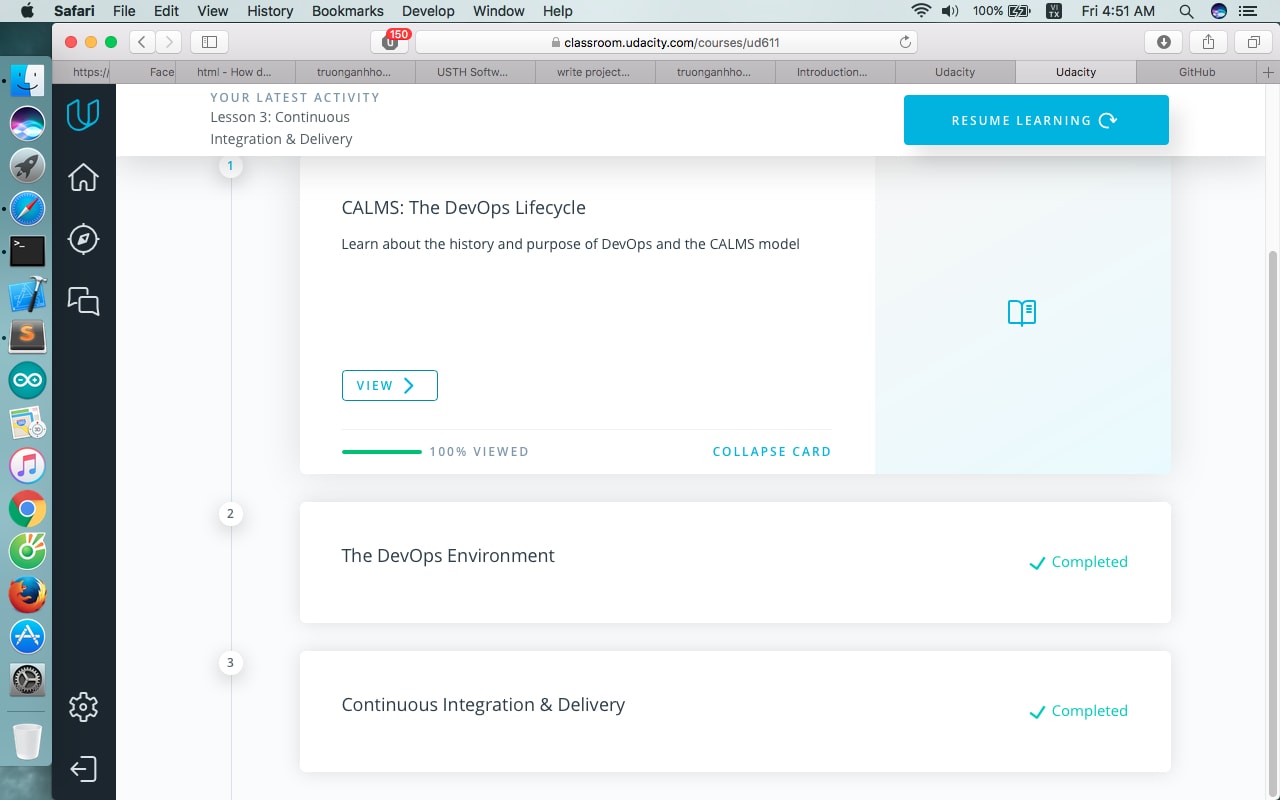 Safari File Edit View History Bookmarks Develop Window Help 100% VI TX Fri 4:51 AM
150
classroom.udacity.com/courses/ud611
https:/ Face html - How d... truonganhho... USTH Softw... write project... truonganhho... Introduction... Udacity Udacity GitHub
YOUR LATEST ACTIVITY
Lesson 3: Continuous
Integration & Delivery
RESUME LEARNING
1
CALMS: The DevOps Lifecycle
Learn about the history and purpose of DevOps and the CALMS model
VIEW
100% VIEWED COLLAPSE CARD
2
The DevOps Environment
Completed
3
Continuous Integration & Delivery
Completed